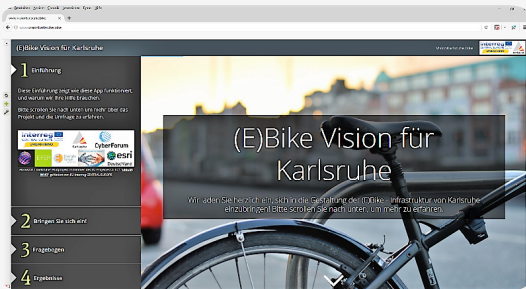 (E)Bike Vision für Karlsruhe
1 Einführung
Diese Einführung zeigt wie diese App funktioniert,
und warum wir Ihre Hilfe brauchen.
Bitte scrollen Sie nach unten um mehr über das
Projekt und die Umfrage zu erfahren.
interreg
CyberForum
esri
Deutschland
2 Bringen Sie sich ein!
3 Fragebogen
4 Ergebnisse
(E)Bike Vision für
Karlsruhe
Wir laden Sie herzlich ein, sich in die Gestaltung der (E)Bike - Infrastruktur von Karlsruhe
einzubringen! Bitte scrollen Sie nach unten, um mehr zu erfahren.